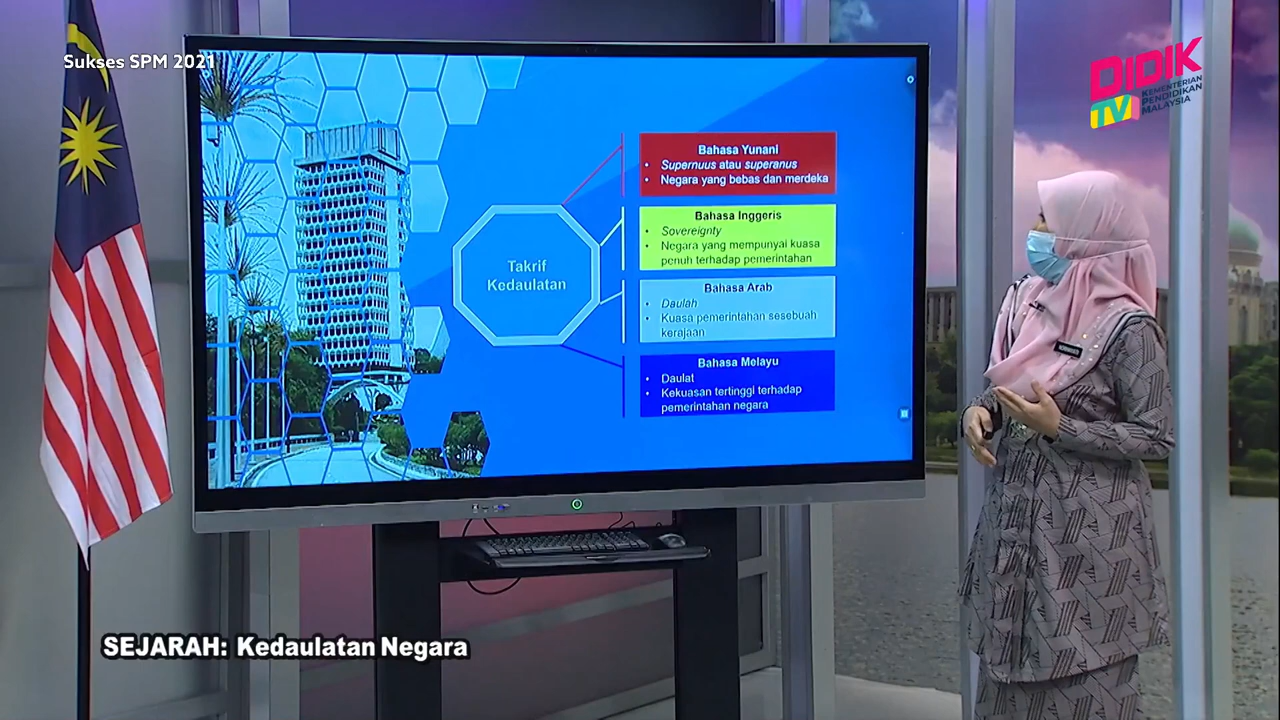 Sukses SPM 2021
DIDIK
TV
KEMENTERIAN
PENDIDIKAN
MALAYSIA
Takrif
Kedaulatan
Bahasa Yunani
• Supernuus atau superanus
• Negara yang bebas dan merdeka
Bahasa Inggeris
• Sovereignty
• Negara yang mempunyai kuasa
penuh terhadap pemerintahan
Bahasa Arab
• Daulah
• Kuasa pemerintahan sesebuah
kerajaan
Bahasa Melayu
• Daulat
• Kekuasan tertinggi terhadap
pemerintahan negara
SEJARAH: Kedaulatan Negara